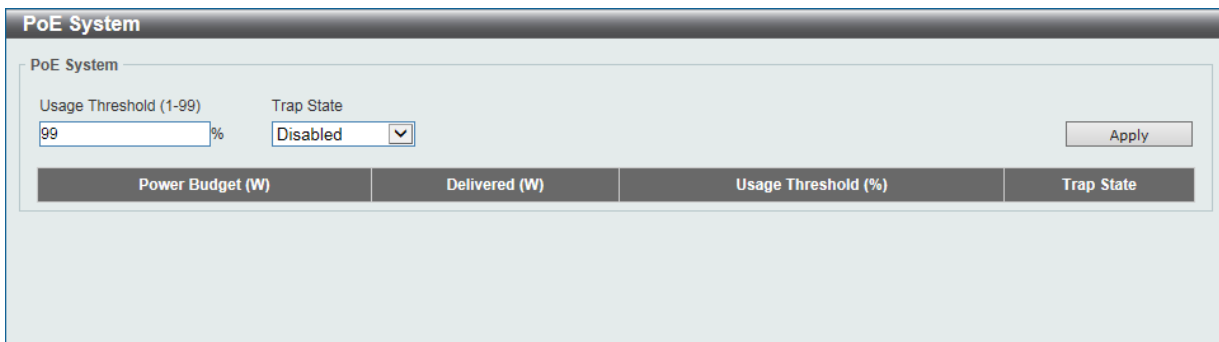 PoE System
PoE System
Usage Threshold (1-99) Trap State
99 % Disabled Apply
Power Budget (W) Delivered (W) Usage Threshold (%) Trap State